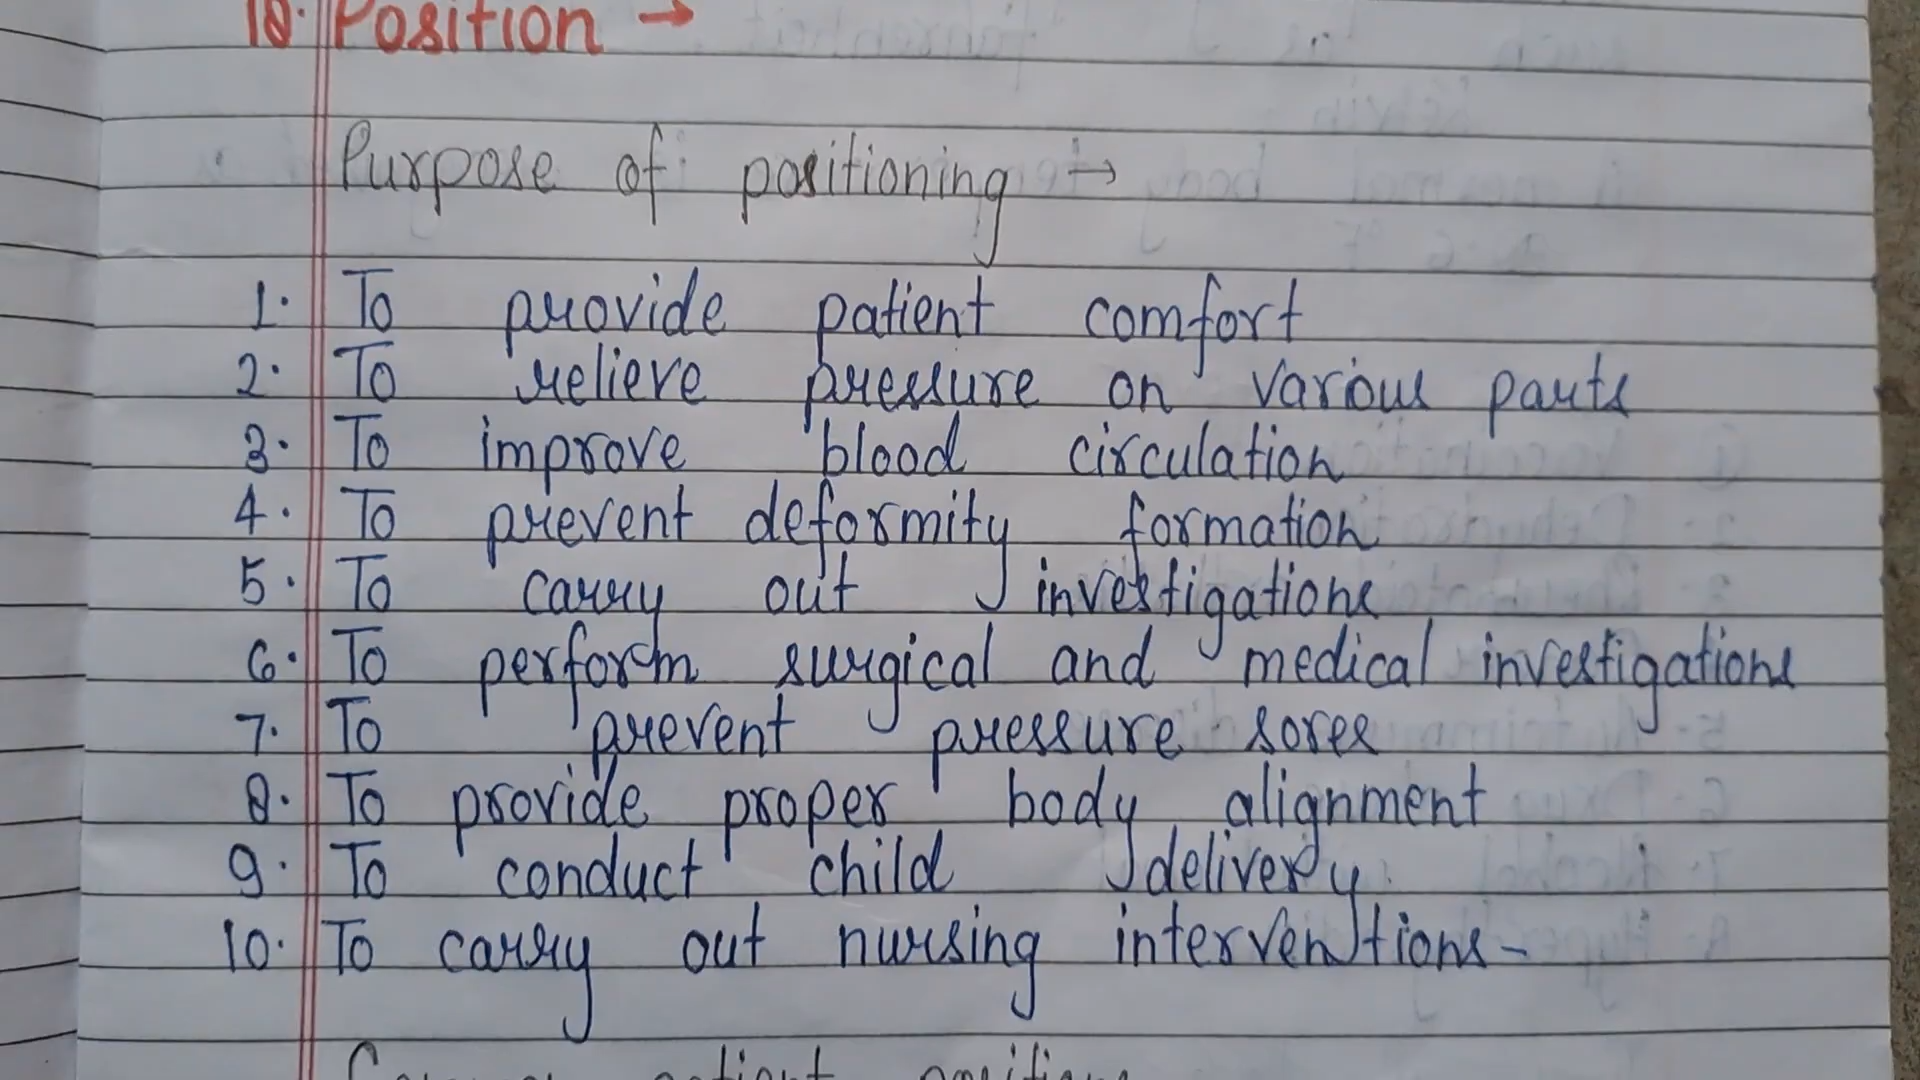 18. Position →
Purpose of positioning →
1. To provide patient comfort
2. To relieve pressure on various parts
3. To improve blood circulation
4. To prevent deformity formation
5. To carry out investigations
6. To perform surgical and medical investigations
7. To prevent pressure sores
8. To provide proper body alignment
9. To conduct child delivery
10. To carry out nursing interventions-
patient positions